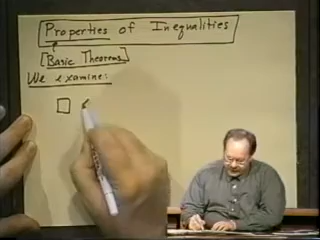 Properties of Inequalities
[Basic Theorems]
We examine: